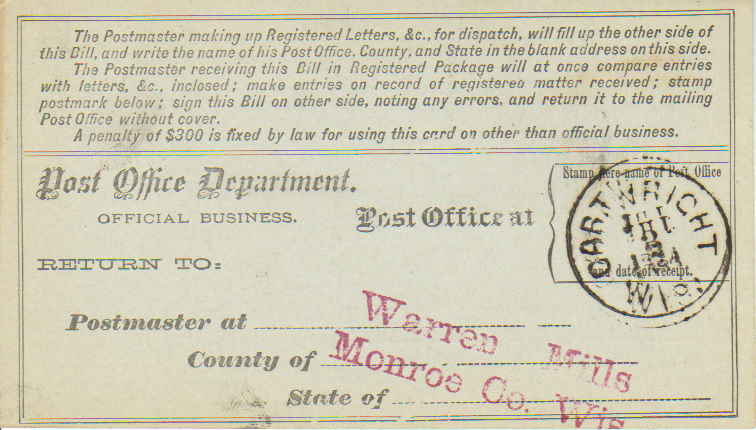 The Postmaster making up Registered Letters, &c., for dispatch, will fill up the other side of
this Bill, and write the name of his Post Office, County, and State in the blank address on this side.
The Postmaster receiving this Bill in Registered Package will at once compare entries
with letters, &c., inclosed; make entries on record of registered matter received; stamp
postmark below; sign this Bill on other side, noting any errors, and return it to the mailing
Post Office without cover.
A penalty of $300 is fixed by law for using this card on other than official business.
Post Office Department.
OFFICIAL BUSINESS.
Post Office at
Stamp here name of Post Office
and date of receipt.
CARTWRIGHT
WIS.
RETURN TO:
Postmaster at
Warren Mills
County of
Monroe Co. Wis
State of